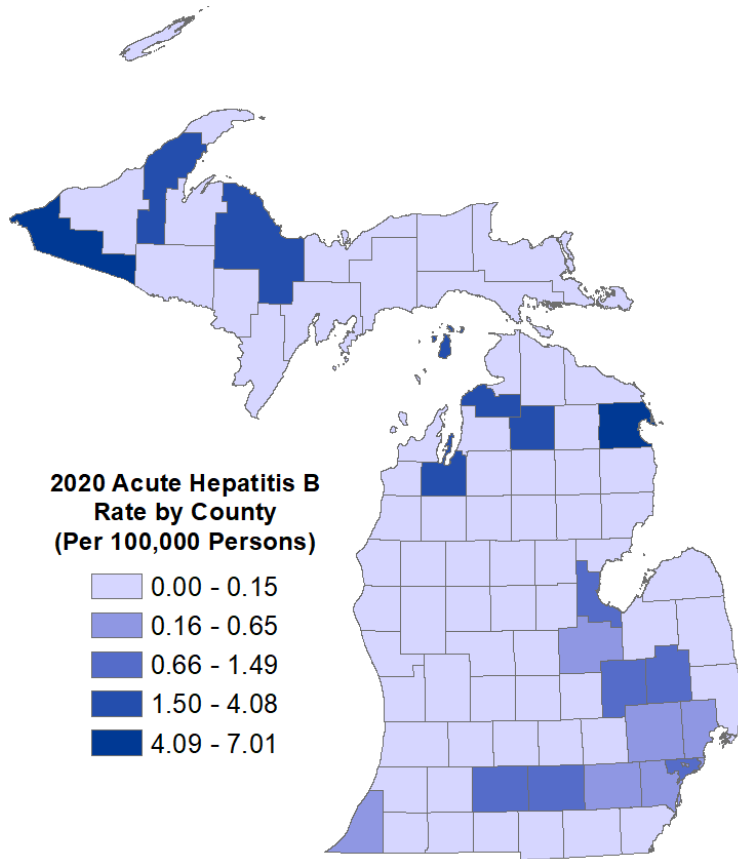 2020 Acute Hepatitis B
Rate by County
(Per 100,000 Persons)
0.00 - 0.15
0.16 - 0.65
0.66 - 1.49
1.50 - 4.08
4.09 - 7.01